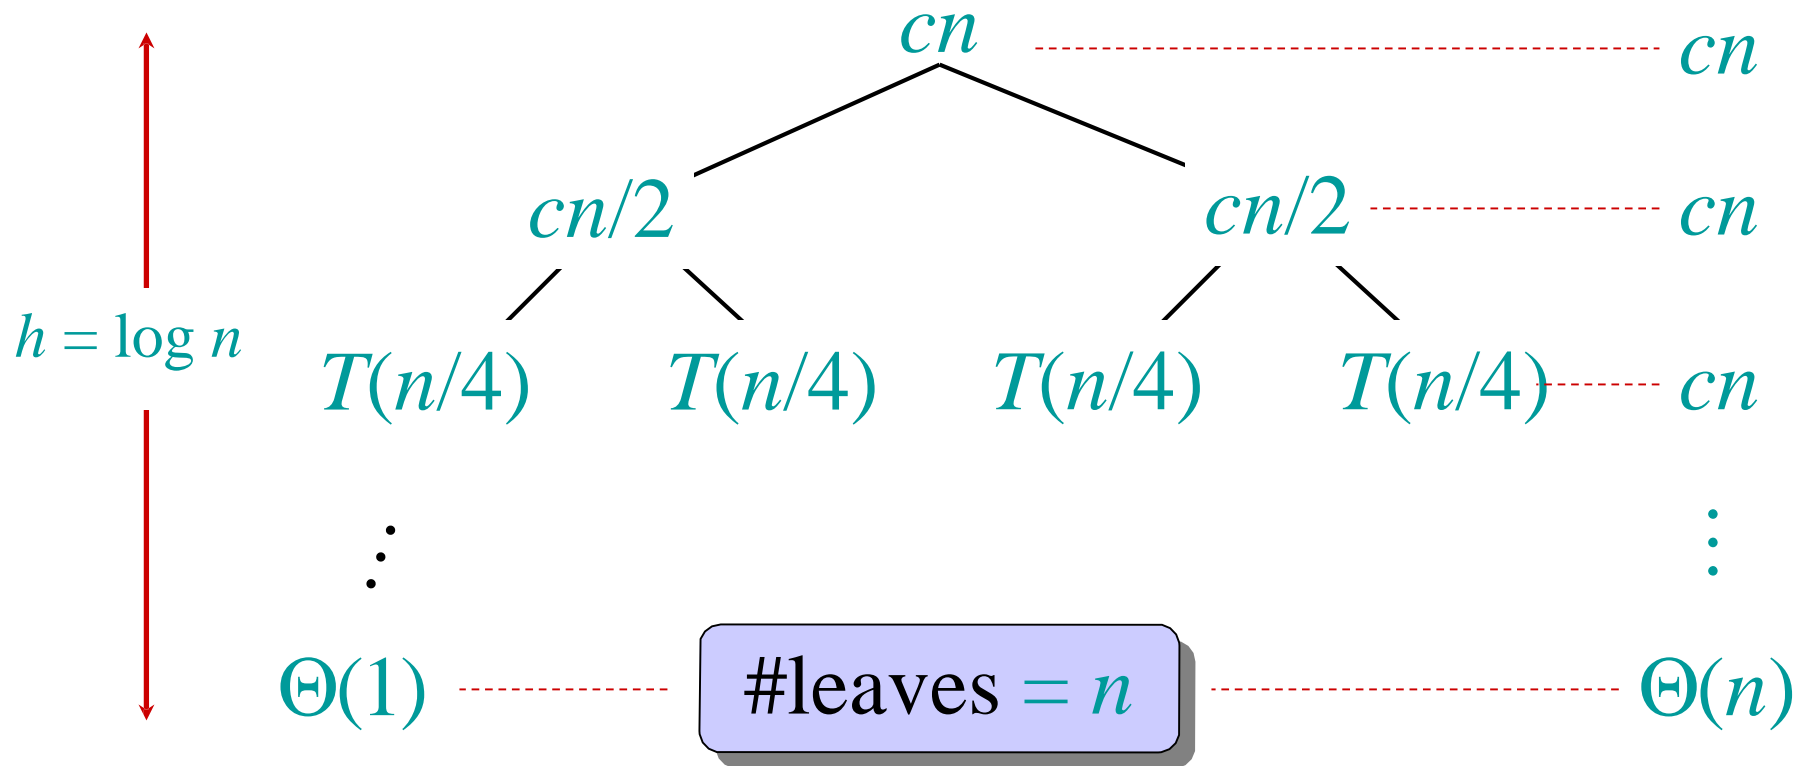 cn cn
cn/2 cn/2 cn
h = log n
T(n/4) T(n/4) T(n/4) T(n/4) cn
Θ(1) #leaves = n Θ(n)